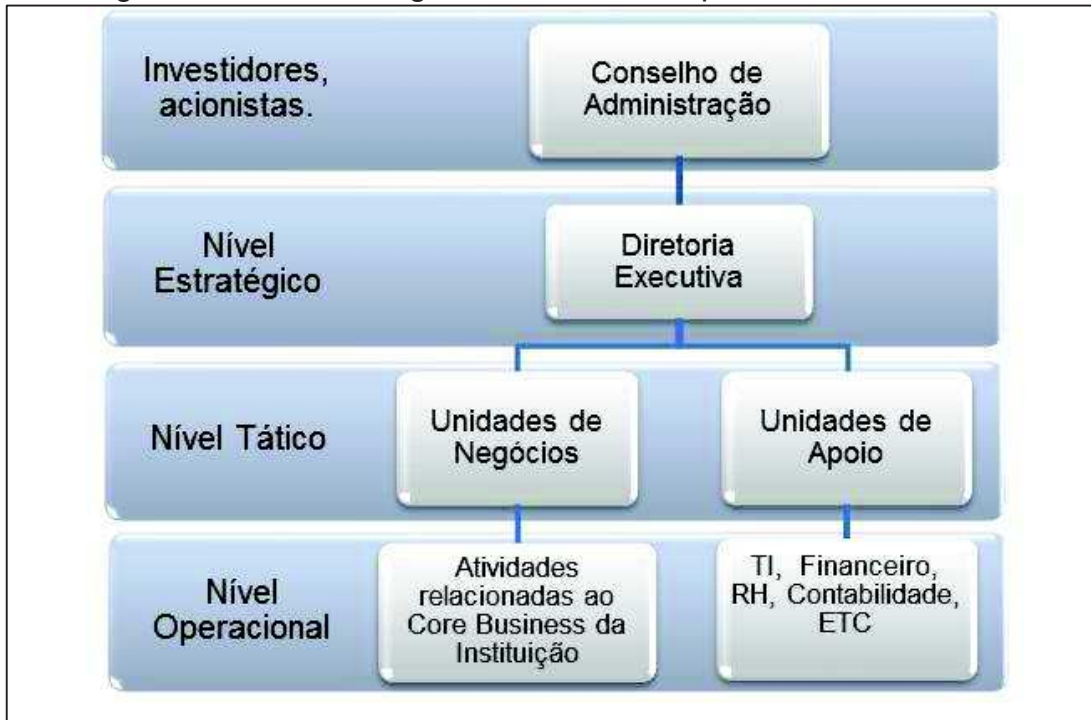 Investidores,
acionistas.
Conselho de
Administração
Nível
Estratégico
Diretoria
Executiva
Nível Tático
Unidades de
Negócios
Unidades de
Apoio
Nível
Operacional
Atividades
relacionadas ao
Core Business da
Instituição
TI, Financeiro,
RH, Contabilidade,
ETC